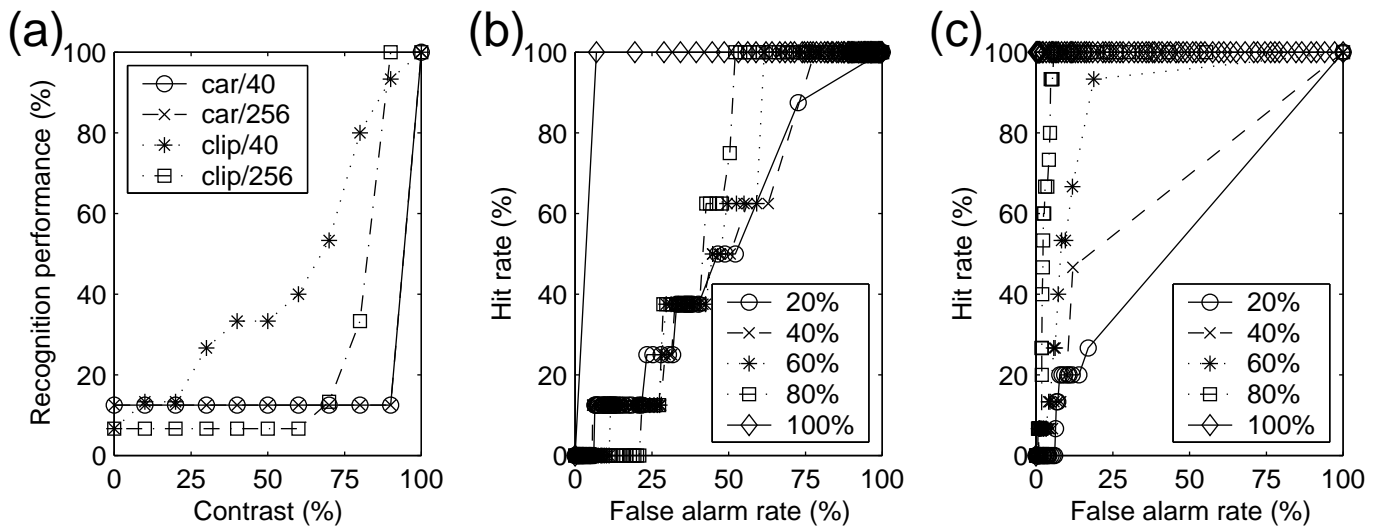 (a)
100
80
60
40
20
0
Recognition performance (%)
car/40
car/256
clip/40
clip/256
0 25 50 75 100
Contrast (%)
(b)
100
80
60
40
20
0
Hit rate (%)
20%
40%
60%
80%
100%
0 25 50 75 100
False alarm rate (%)
(c)
100
80
60
40
20
0
Hit rate (%)
20%
40%
60%
80%
100%
0 25 50 75 100
False alarm rate (%)